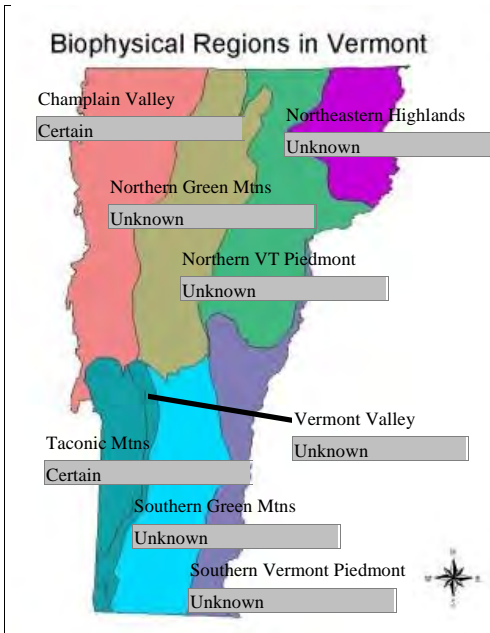 Biophysical Regions in Vermont
Champlain Valley
Certain
Northeastern Highlands
Unknown
Northern Green Mtns
Unknown
Northern VT Piedmont
Unknown
Vermont Valley
Unknown
Taconic Mtns
Certain
Southern Green Mtns
Unknown
Southern Vermont Piedmont
Unknown